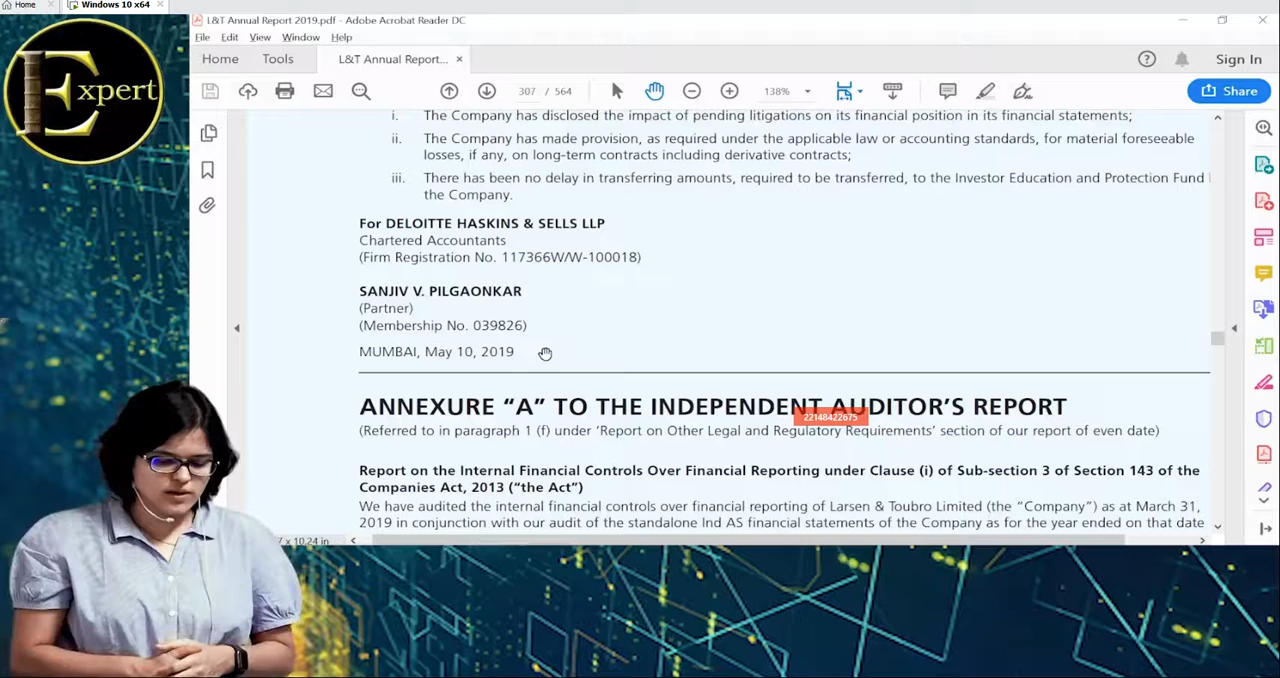 Home
Windows 10 x64
L&T Annual Report 2019.pdf - Adobe Acrobat Reader DC
File Edit View Window Help
Home Tools L&T Annual Report... Sign In
307 / 564 138% Share
Expert
i. The Company has disclosed the impact of pending litigations on its financial position in its financial statements;
ii. The Company has made provision, as required under the applicable law or accounting standards, for material foreseeable
losses, if any, on long-term contracts including derivative contracts;
iii. There has been no delay in transferring amounts, required to be transferred, to the Investor Education and Protection Fund
the Company.
For DELOITTE HASKINS & SELLS LLP
Chartered Accountants
(Firm Registration No. 117366W/W-100018)
SANJIV V. PILGAONKAR
(Partner)
(Membership No. 039826)
MUMBAI, May 10, 2019
ANNEXURE “A” TO THE INDEPENDENT AUDITOR’S REPORT
22148422675
(Referred to in paragraph 1 (f) under ‘Report on Other Legal and Regulatory Requirements’ section of our report of even date)
Report on the Internal Financial Controls Over Financial Reporting under Clause (i) of Sub-section 3 of Section 143 of the
Companies Act, 2013 (“the Act”)
We have audited the internal financial controls over financial reporting of Larsen & Toubro Limited (the “Company”) as at March 31,
2019 in conjunction with our audit of the standalone Ind AS financial statements of the Company as for the year ended on that date
7 x 10.24 in